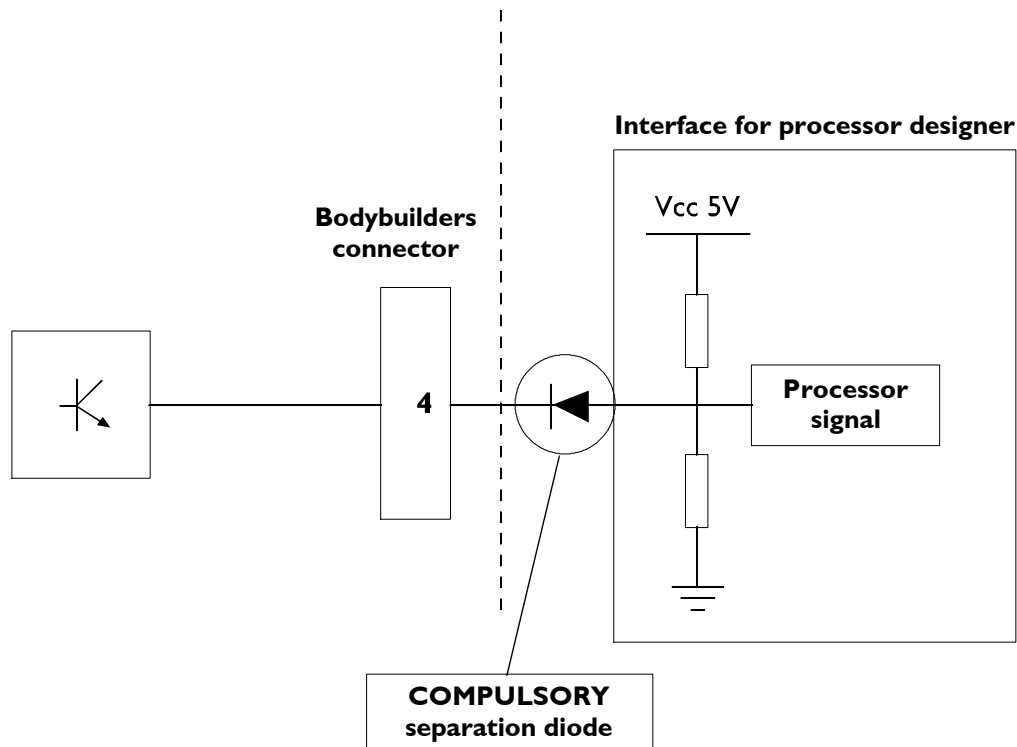 Interface for processor designer
Vcc 5V
Bodybuilders
connector
4
Processor
signal
COMPULSORY
separation diode